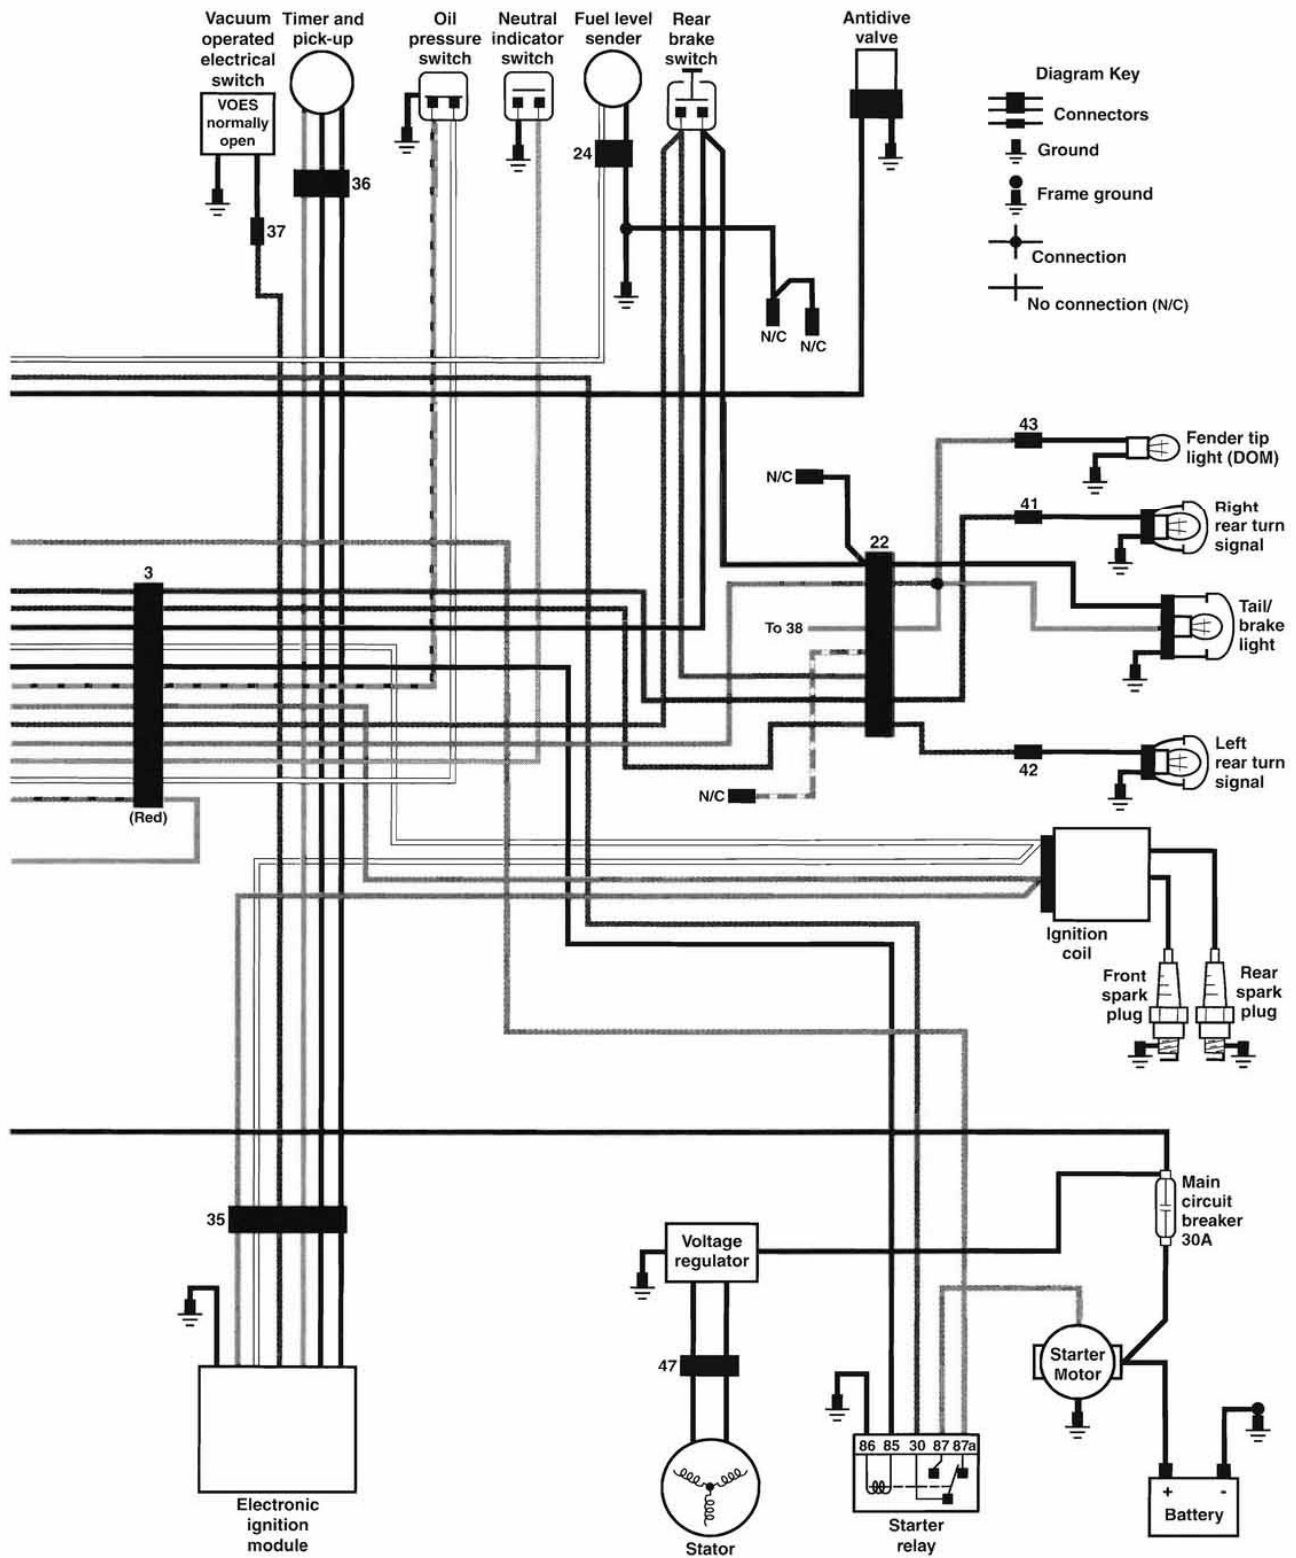 Vacuum
operated
electrical
switch
Timer and
pick-up
Oil
pressure
switch
Neutral
indicator
switch
Fuel level
sender
Rear
brake
switch
Antidive
valve
Diagram Key
Connectors
Ground
Frame ground
Connection
No connection (N/C)
VOES
normally
open
36
37
24
N/C
N/C
43
Fender tip
light (DOM)
N/C
41
Right
rear turn
signal
22
3
To 38
Tail/
brake
light
Left
rear turn
signal
42
N/C
(Red)
Ignition
coil
Front
spark
plug
Rear
spark
plug
Main
circuit
breaker
30A
35
Voltage
regulator
47
Starter
Motor
86 85 30 87 87a
+ -
Battery
Electronic
ignition
module
Stator
Starter
relay